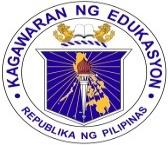 KAGAWARAN NG EDUKASYON
REPUBLIKA NG PILIPINAS